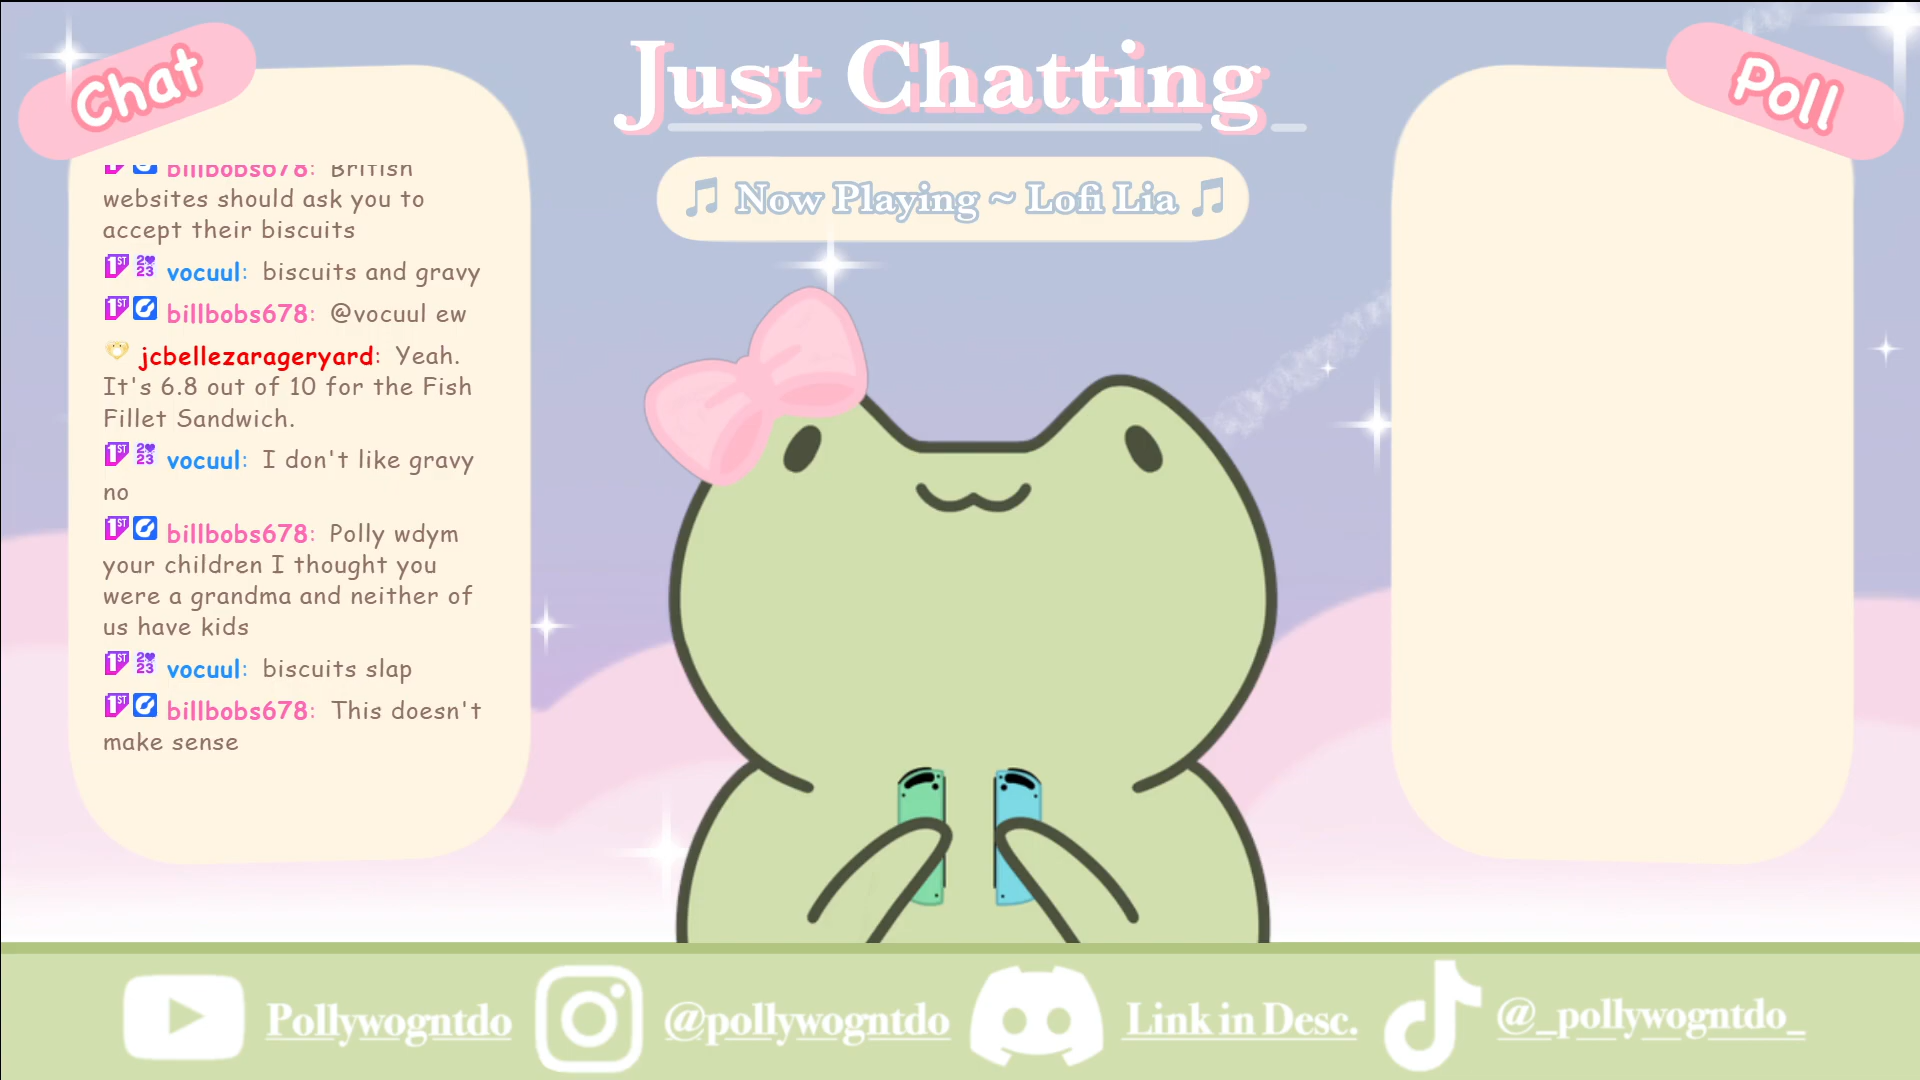 Chat
Just Chatting_
Poll
♫ Now Playing ~ Lofi Lia ♫
billbobs678: British
websites should ask you to
accept their biscuits
vocuul: biscuits and gravy
billbobs678: @vocuul ew
jcbellezarageryard: Yeah.
It's 6.8 out of 10 for the Fish
Fillet Sandwich.
vocuul: I don't like gravy
no
billbobs678: Polly wdym
your children I thought you
were a grandma and neither of
us have kids
vocuul: biscuits slap
billbobs678: This doesn't
make sense
Pollywogntdo
@pollywogntdo
Link in Desc.
@_pollywogntdo_